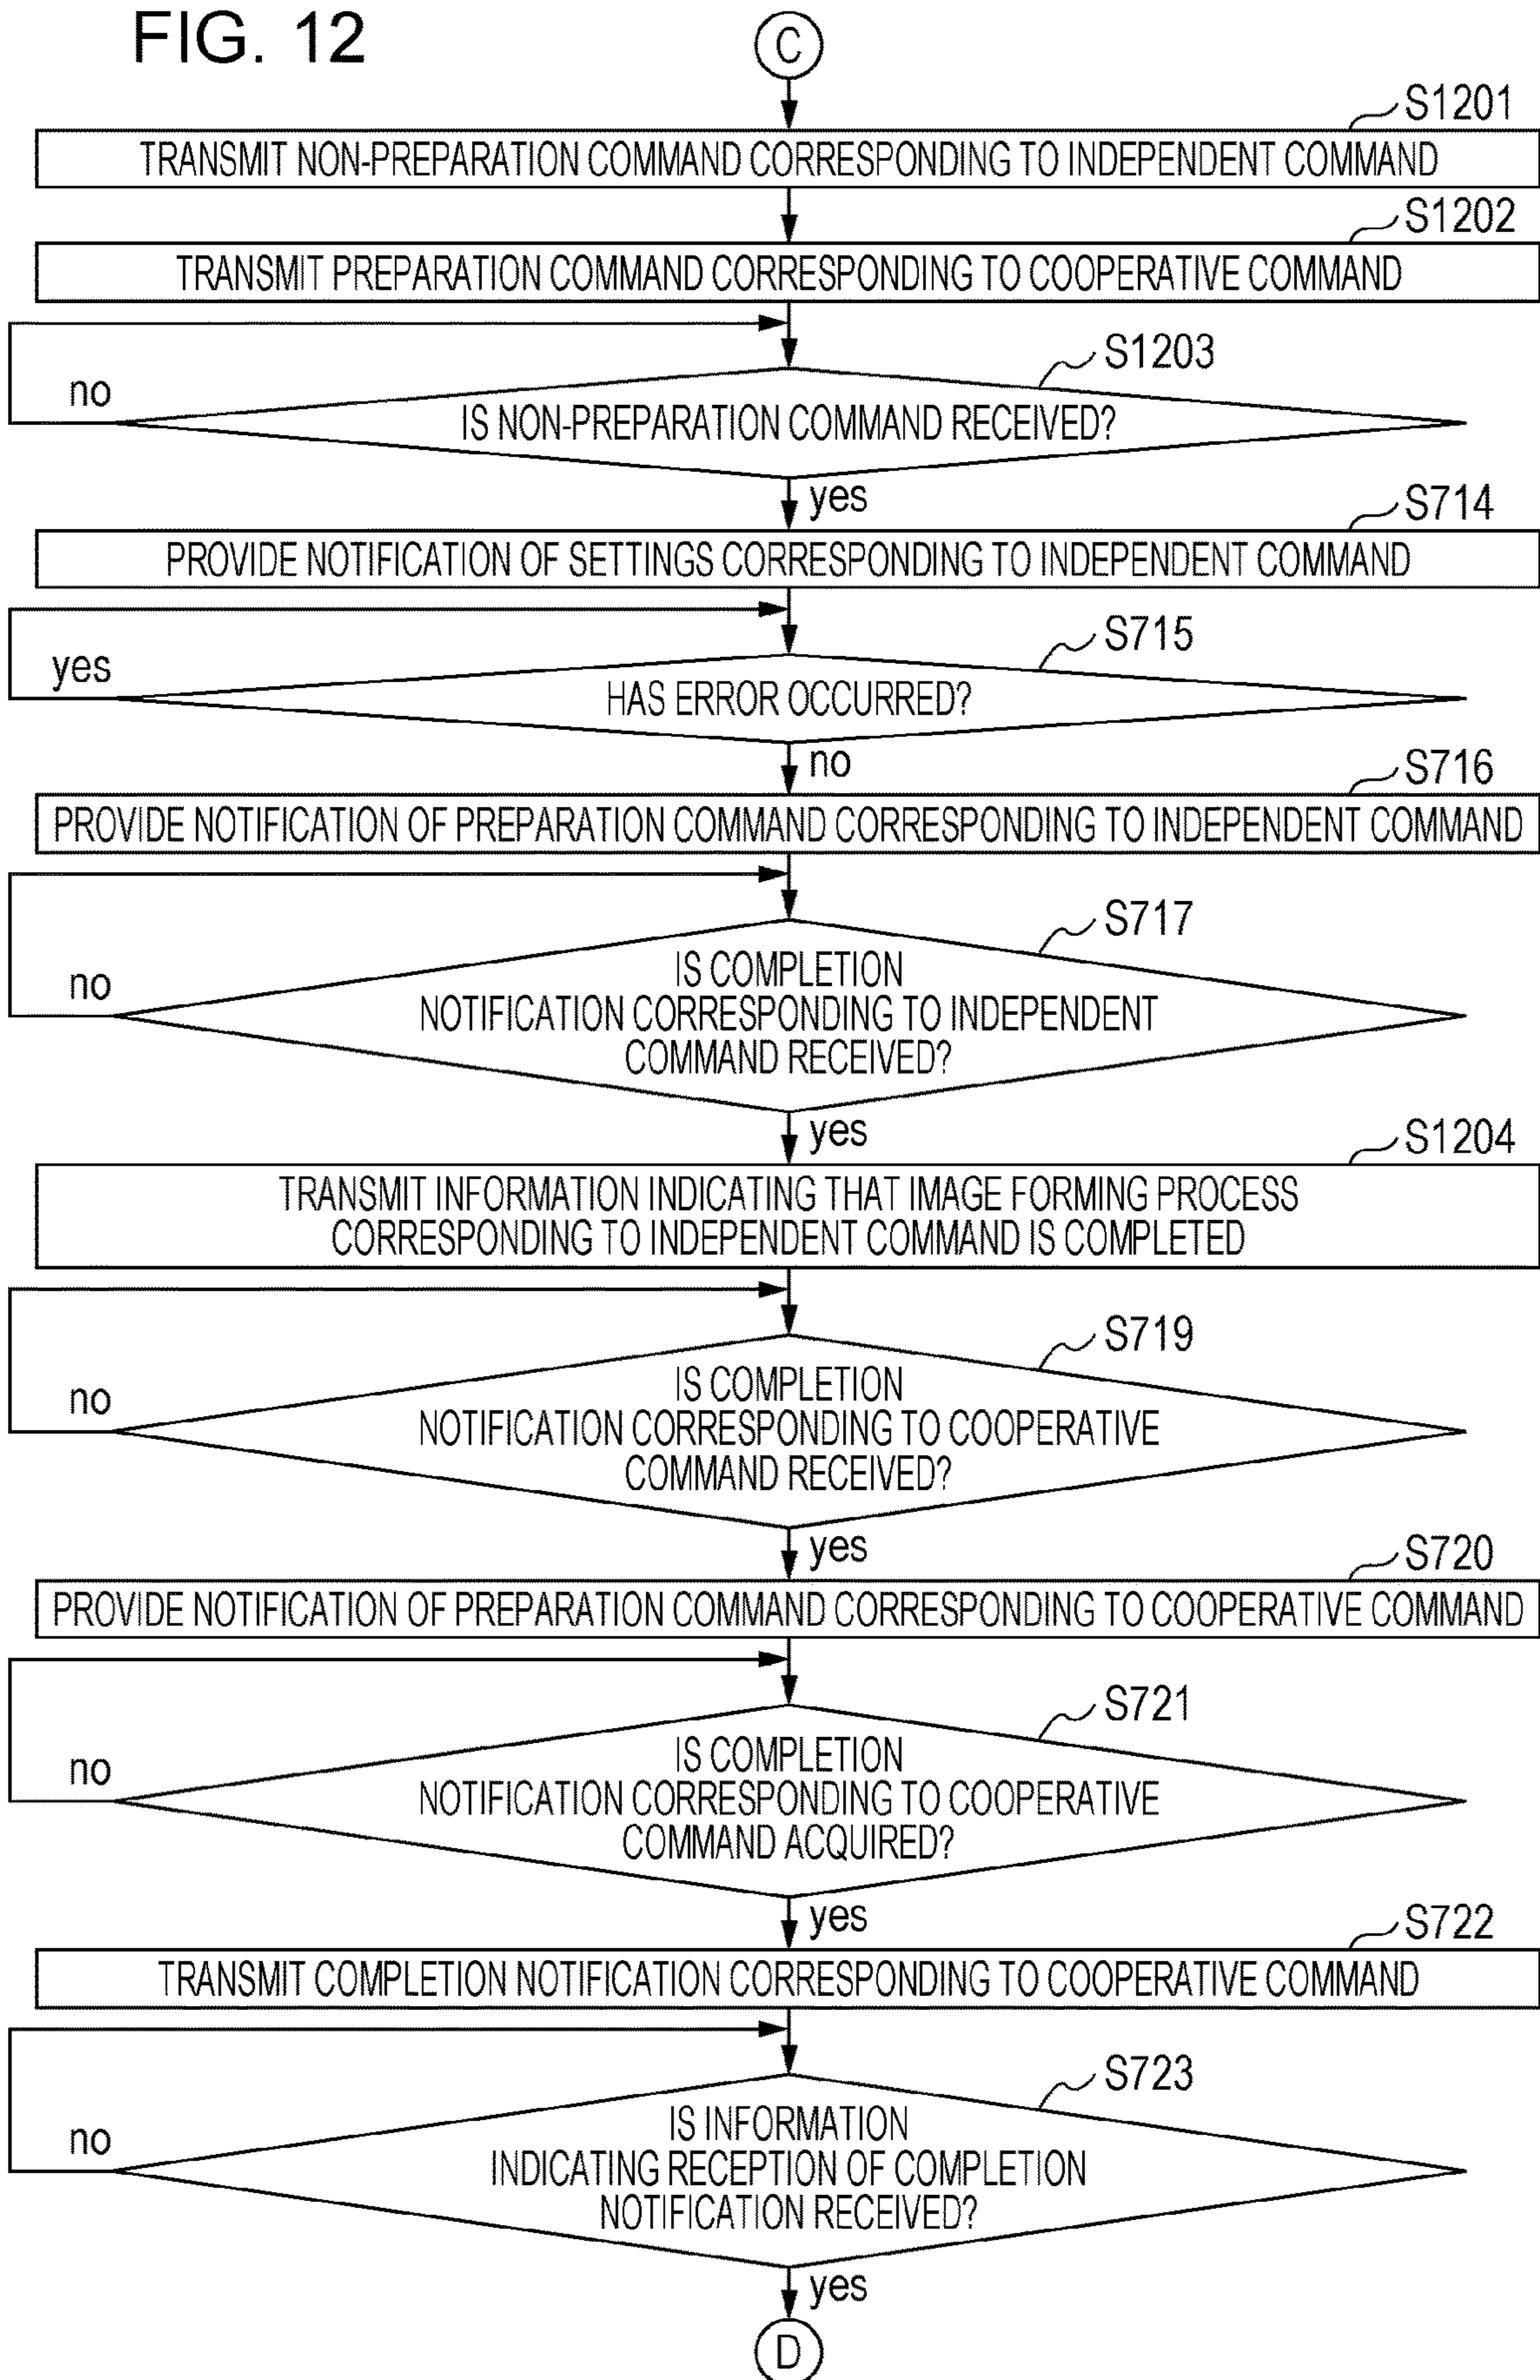 FIG. 12
C
S1201
TRANSMIT NON-PREPARATION COMMAND CORRESPONDING TO INDEPENDENT COMMAND
S1202
TRANSMIT PREPARATION COMMAND CORRESPONDING TO COOPERATIVE COMMAND
S1203
no
IS NON-PREPARATION COMMAND RECEIVED?
yes
S714
PROVIDE NOTIFICATION OF SETTINGS CORRESPONDING TO INDEPENDENT COMMAND
S715
yes
HAS ERROR OCCURRED?
no
S716
PROVIDE NOTIFICATION OF PREPARATION COMMAND CORRESPONDING TO INDEPENDENT COMMAND
S717
no
IS COMPLETION
NOTIFICATION CORRESPONDING TO INDEPENDENT
COMMAND RECEIVED?
yes
S1204
TRANSMIT INFORMATION INDICATING THAT IMAGE FORMING PROCESS
CORRESPONDING TO INDEPENDENT COMMAND IS COMPLETED
S719
no
IS COMPLETION
NOTIFICATION CORRESPONDING TO COOPERATIVE
COMMAND RECEIVED?
yes
S720
PROVIDE NOTIFICATION OF PREPARATION COMMAND CORRESPONDING TO COOPERATIVE COMMAND
S721
no
IS COMPLETION
NOTIFICATION CORRESPONDING TO COOPERATIVE
COMMAND ACQUIRED?
yes
S722
TRANSMIT COMPLETION NOTIFICATION CORRESPONDING TO COOPERATIVE COMMAND
S723
no
IS INFORMATION
INDICATING RECEPTION OF COMPLETION
NOTIFICATION RECEIVED?
yes
D